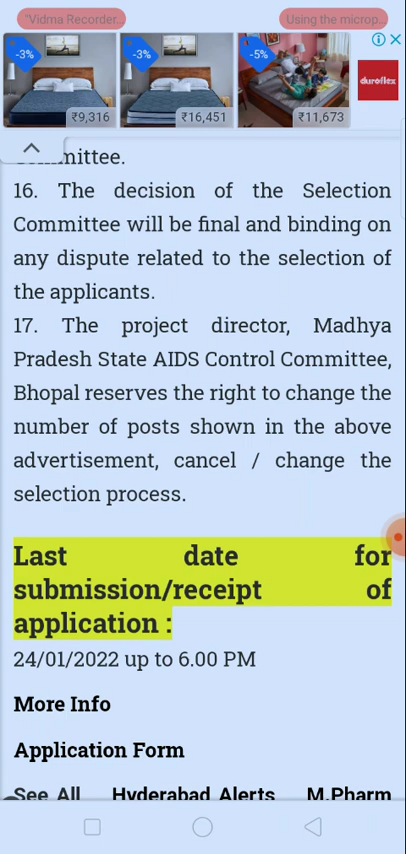 "Vidma Recorder...
Using the microp...
-3%
-3%
-5%
₹9,316
₹16,451
₹11,673
duroflex
Committee.
16. The decision of the Selection
Committee will be final and binding on
any dispute related to the selection of
the applicants.
17. The project director, Madhya
Pradesh State AIDS Control Committee,
Bhopal reserves the right to change the
number of posts shown in the above
advertisement, cancel / change the
selection process.
Last date for
submission/receipt of
application :
24/01/2022 up to 6.00 PM
More Info
Application Form
See All Hyderabad Alerts M.Pharm